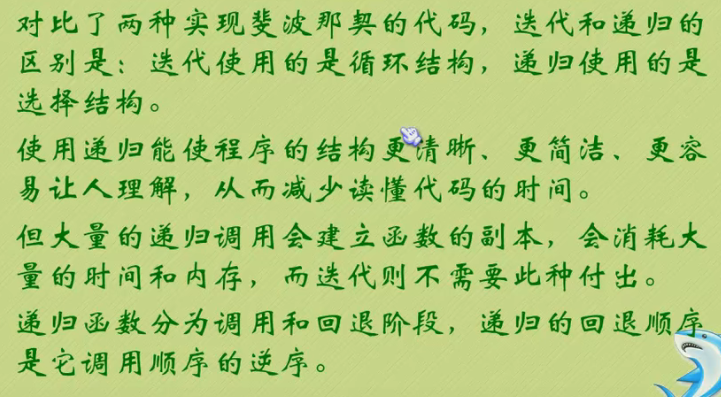 对比了两种实现斐波那契的代码，迭代和递归的
区别是：迭代使用的是循环结构，递归使用的是
选择结构。
使用递归能使程序的结构更清晰、更简洁、更容
易让人理解，从而减少读懂代码的时间。
但大量的递归调用会建立函数的副本，会消耗大
量的时间和内存，而迭代则不需要此种付出。
递归函数分为调用和回退阶段，递归的回退顺序
是它调用顺序的逆序。